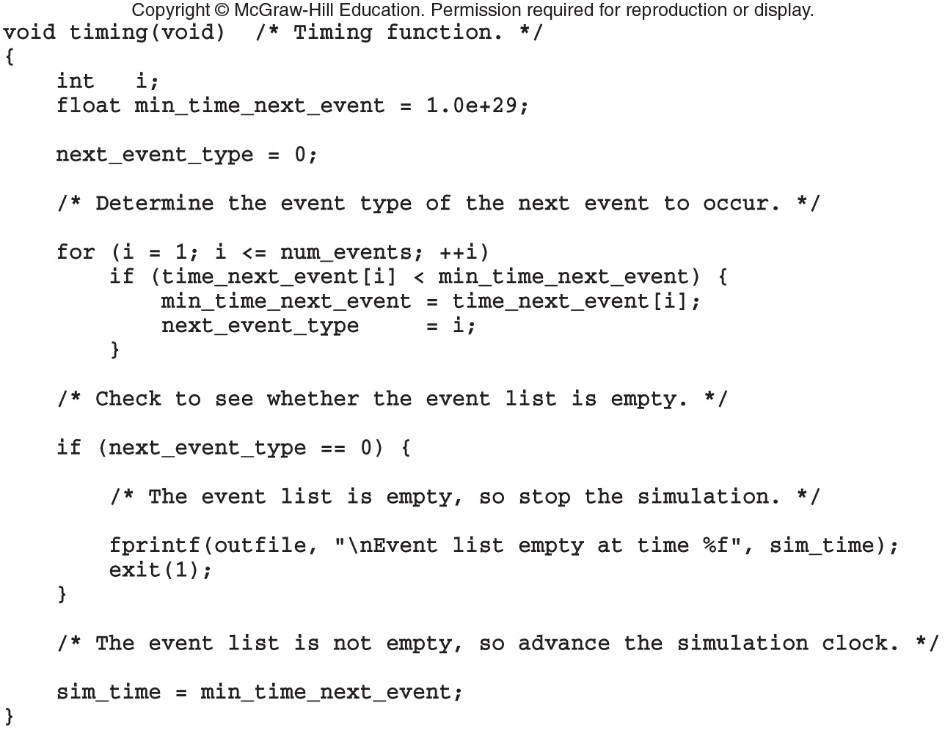 Copyright © McGraw-Hill Education. Permission required for reproduction or display.
void timing(void)  /* Timing function. */
{
    int   i;
    float min_time_next_event = 1.0e+29;

    next_event_type = 0;

    /* Determine the event type of the next event to occur. */

    for (i = 1; i <= num_events; ++i)
        if (time_next_event[i] < min_time_next_event) {
            min_time_next_event = time_next_event[i];
            next_event_type     = i;
        }

    /* Check to see whether the event list is empty. */

    if (next_event_type == 0) {

        /* The event list is empty, so stop the simulation. */

        fprintf(outfile, "\nEvent list empty at time %f", sim_time);
        exit(1);
    }

    /* The event list is not empty, so advance the simulation clock. */

    sim_time = min_time_next_event;
}